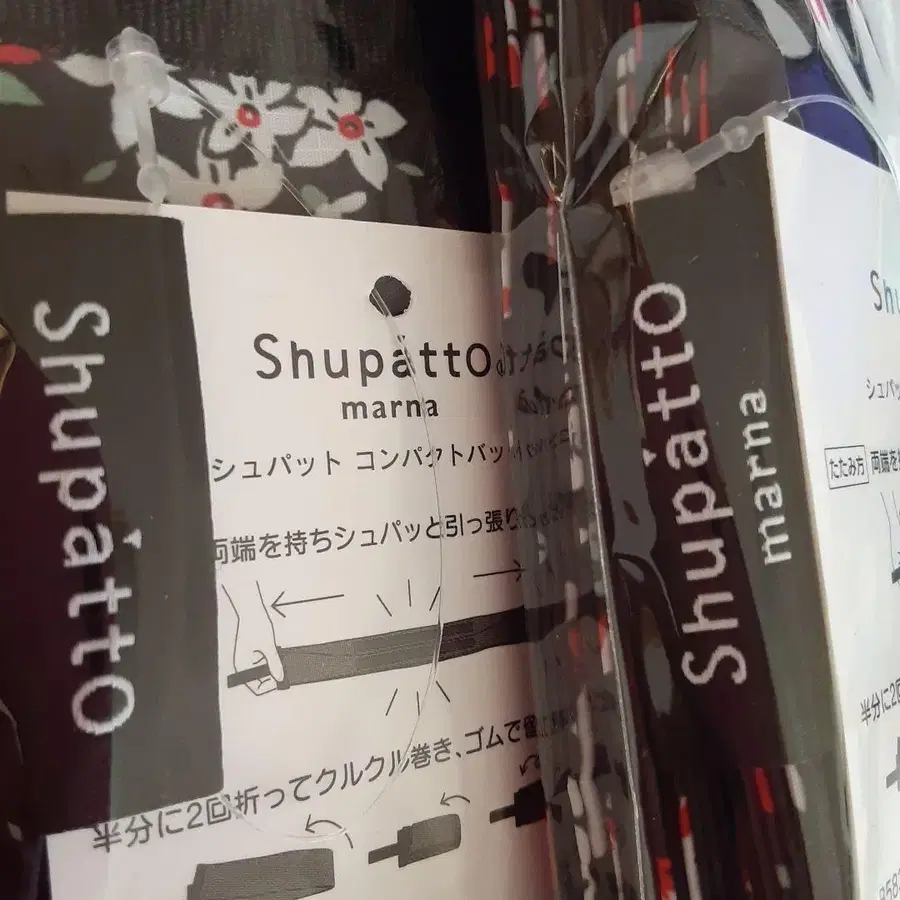 Shupatto
Shupatto
marna
シュパット コンパクトバッ
両端を持ちシュパッと引っ張り
半分に2回折ってクルクル巻き、ゴムで留
Shupatto
marna
Shu
シュパッ
たたみ方 両端を
半分に2